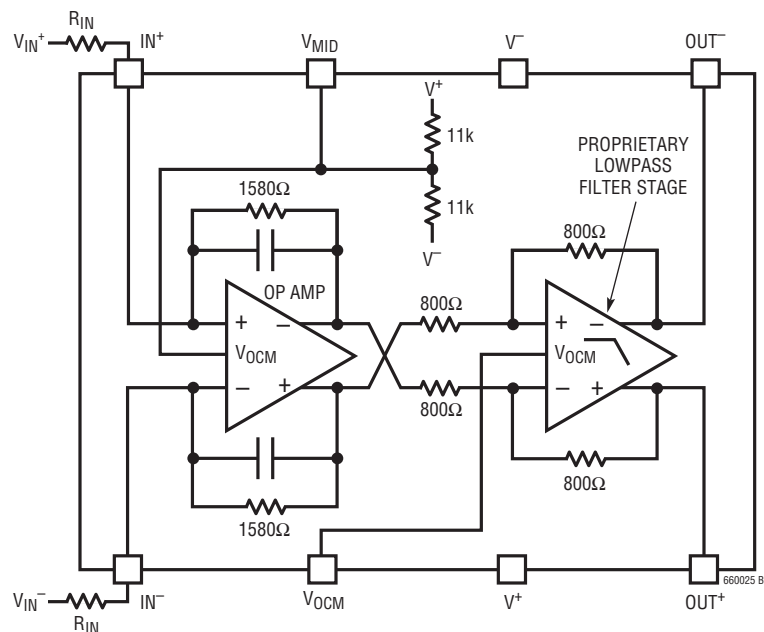 R_IN
V_IN⁺
IN⁺
V_MID
V⁻
OUT⁻
V⁺
11k
11k
V⁻
PROPRIETARY
LOWPASS
FILTER STAGE
1580Ω
OP AMP
+
−
V_OCM
−
+
1580Ω
800Ω
800Ω
800Ω
+
−
V_OCM
−
+
800Ω
660025 B
V_IN⁻
IN⁻
R_IN
V_OCM
V⁺
OUT⁺